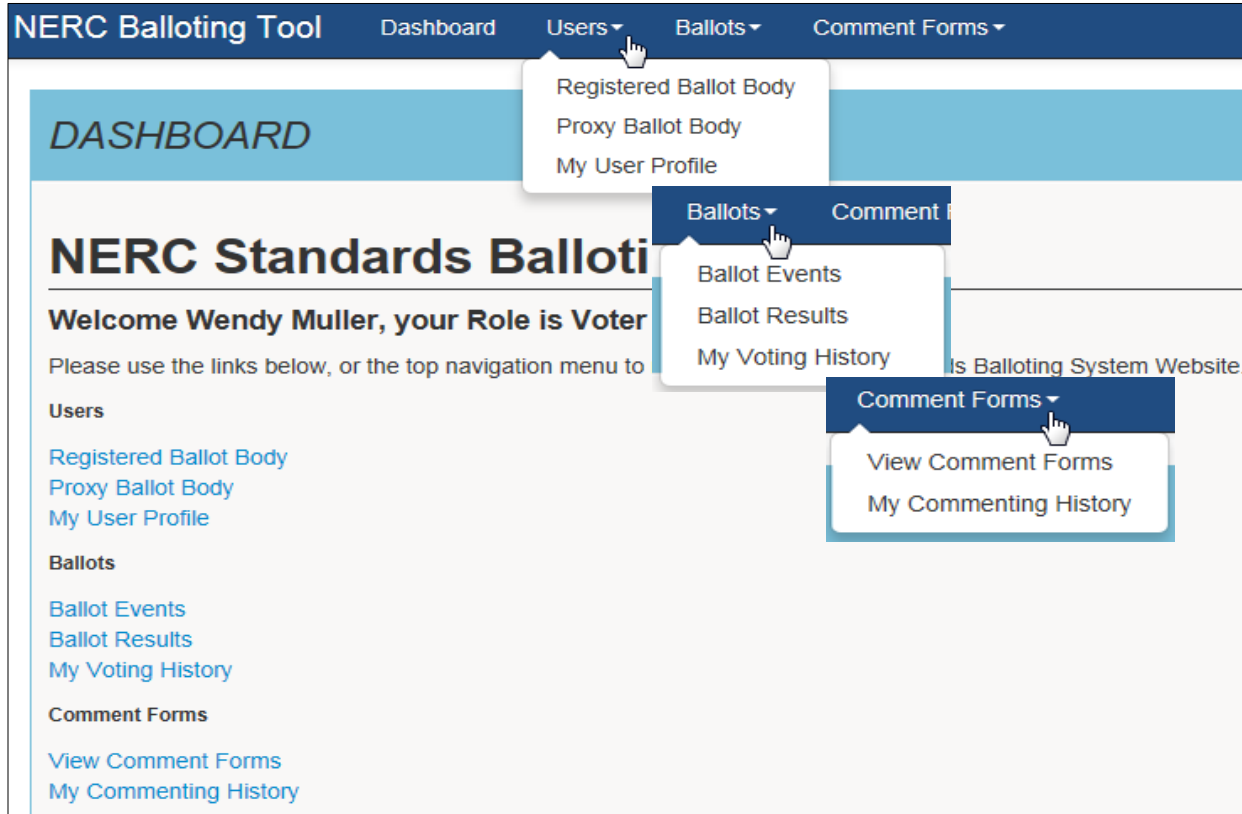 NERC Balloting Tool Dashboard Users Ballots Comment Forms
Registered Ballot Body
Proxy Ballot Body
My User Profile
DASHBOARD
Ballots Comment
Ballot Events
Ballot Results
My Voting History
NERC Standards Balloti
Welcome Wendy Muller, your Role is Voter
Please use the links below, or the top navigation menu to
ds Balloting System Website.
Comment Forms
View Comment Forms
My Commenting History
Users
Registered Ballot Body
Proxy Ballot Body
My User Profile
Ballots
Ballot Events
Ballot Results
My Voting History
Comment Forms
View Comment Forms
My Commenting History